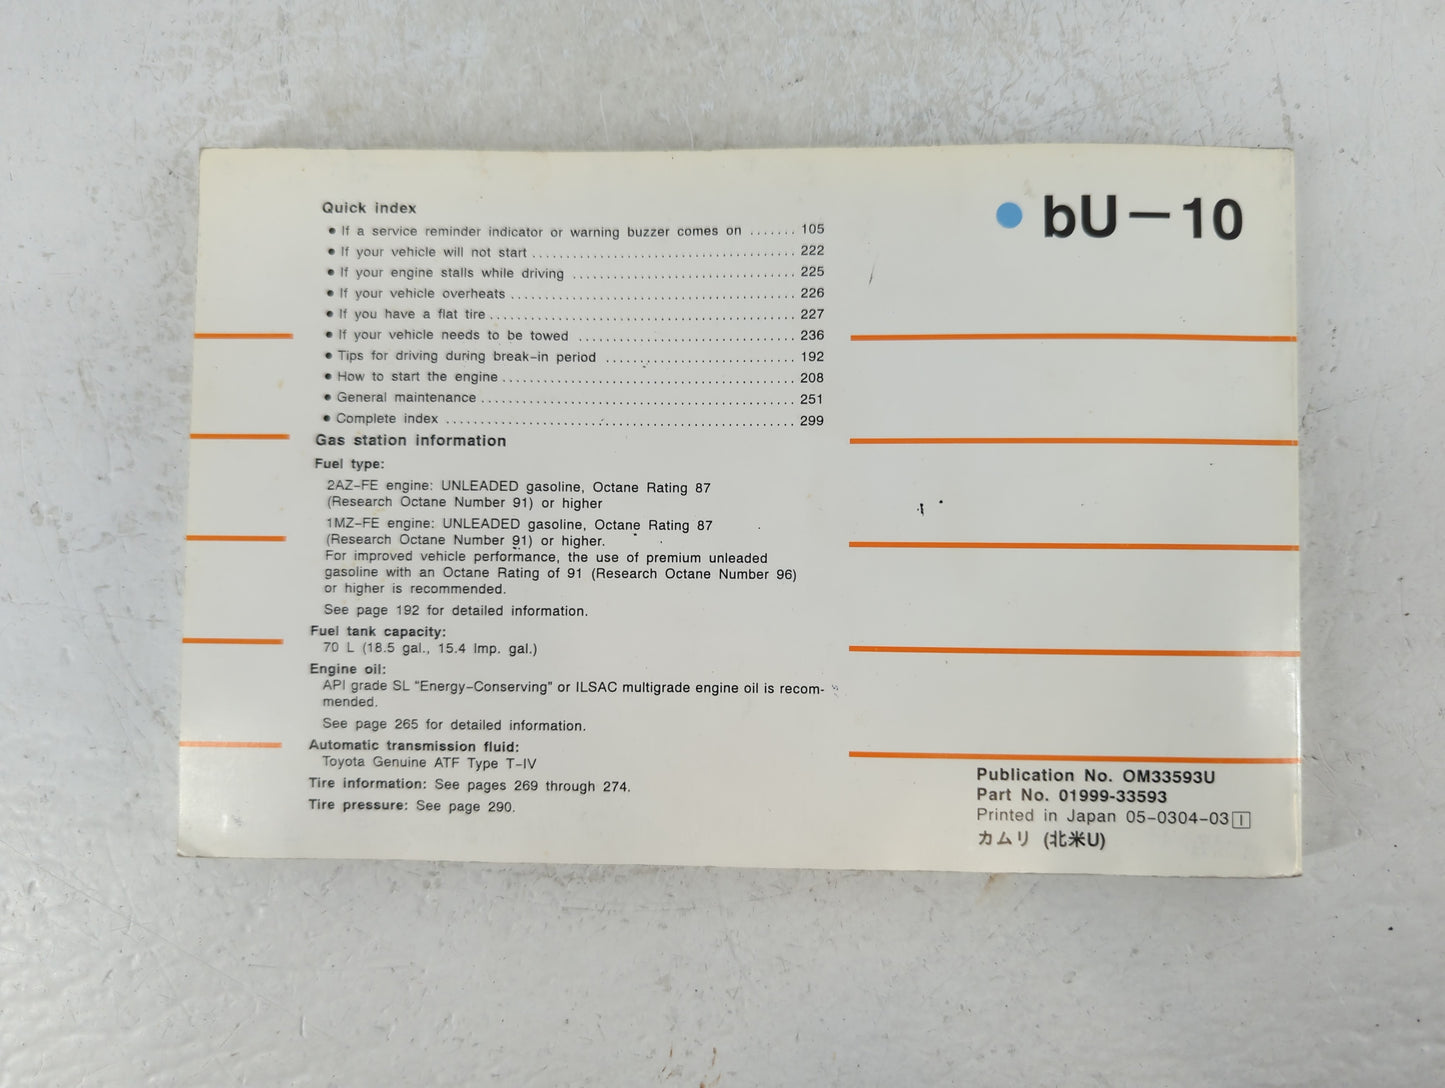 Quick index
● If a service reminder indicator or warning buzzer comes on ....... 105
● If your vehicle will not start ....................................... 222
● If your engine stalls while driving ................................. 225
● If your vehicle overheats .......................................... 226
● If you have a flat tire ............................................. 227
● If your vehicle needs to be towed ................................ 236
● Tips for driving during break-in period ............................ 192
● How to start the engine ........................................... 208
● General maintenance .............................................. 251
● Complete index ................................................... 299
Gas station information
Fuel type:
2AZ-FE engine: UNLEADED gasoline, Octane Rating 87
(Research Octane Number 91) or higher
1MZ-FE engine: UNLEADED gasoline, Octane Rating 87
(Research Octane Number 91) or higher.
For improved vehicle performance, the use of premium unleaded
gasoline with an Octane Rating of 91 (Research Octane Number 96)
or higher is recommended.
See page 192 for detailed information.
Fuel tank capacity:
70 L (18.5 gal., 15.4 Imp. gal.)
Engine oil:
API grade SL "Energy-Conserving" or ILSAC multigrade engine oil is recom-
mended.
See page 265 for detailed information.
Automatic transmission fluid:
Toyota Genuine ATF Type T-IV
Tire information: See pages 269 through 274.
Tire pressure: See page 290.
● bU-10
Publication No. OM33593U
Part No. 01999-33593
Printed in Japan 05-0304-03 I
カムリ (北米U)